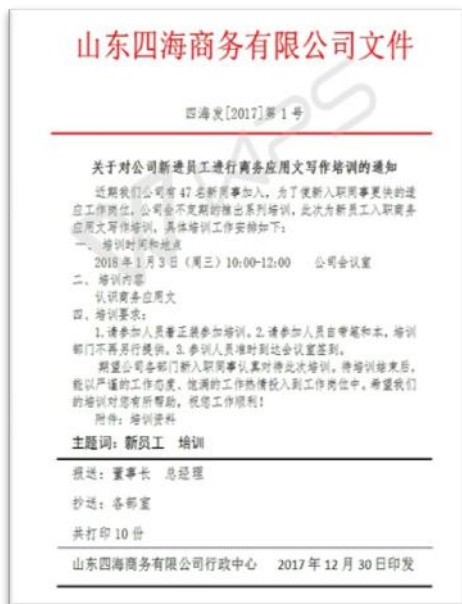 山东四海商务有限公司文件
四海发[2017]第1号
关于对公司新进员工进行商务应用文写作培训的通知
近期我们公司有47名新同事加入，为了使新入职同事更快的适
应工作岗位，公司会不定期的推出系列培训，此次为新员工入职商务
应用文写作培训，具体培训工作安排如下：
一、培训时间和地点
2018年1月3日（周三）10:00-12:00 公司会议室
二、培训内容
认识商务应用文
四、培训要求：
1.请参加人员着正装参加培训。2.请参加人员自带笔和本，培训
部门不再另行提供。3.参训人员准时到达会议室签到。
期望公司各部门新入职同事认真对待此次培训。待培训结束后，
能以严谨的工作态度、饱满的工作热情投入到工作岗位中。希望我们
的培训对您有所帮助，祝您工作顺利！
附件：培训资料
主题词：新员工 培训
报送：董事长 总经理
抄送：各部室
共打印10份
山东四海商务有限公司行政中心 2017年12月30日印发